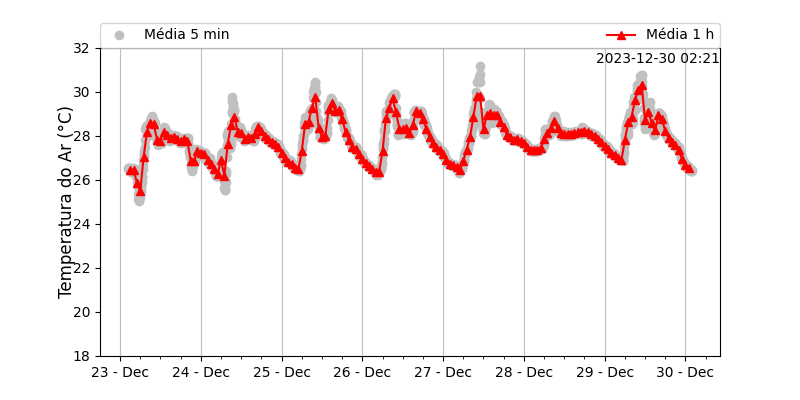 Média 5 min
Média 1 h
2023-12-30 02:21
Temperatura do Ar (°C)
32
30
28
26
24
22
20
18
23 - Dec
24 - Dec
25 - Dec
26 - Dec
27 - Dec
28 - Dec
29 - Dec
30 - Dec